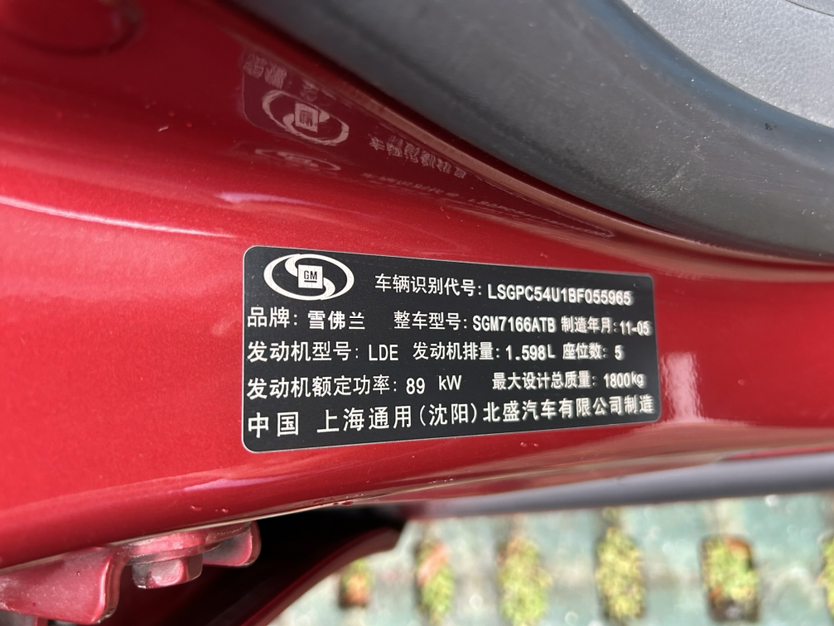 GM
车辆识别代号: LSGPC54U1BF055965
品牌: 雪佛兰 整车型号: SGM7166ATB 制造年月: 11-05
发动机型号: LDE 发动机排量: 1.598L 座位数: 5
发动机额定功率: 89 kW 最大设计总质量: 1800kg
中国 上海通用(沈阳)北盛汽车有限公司制造